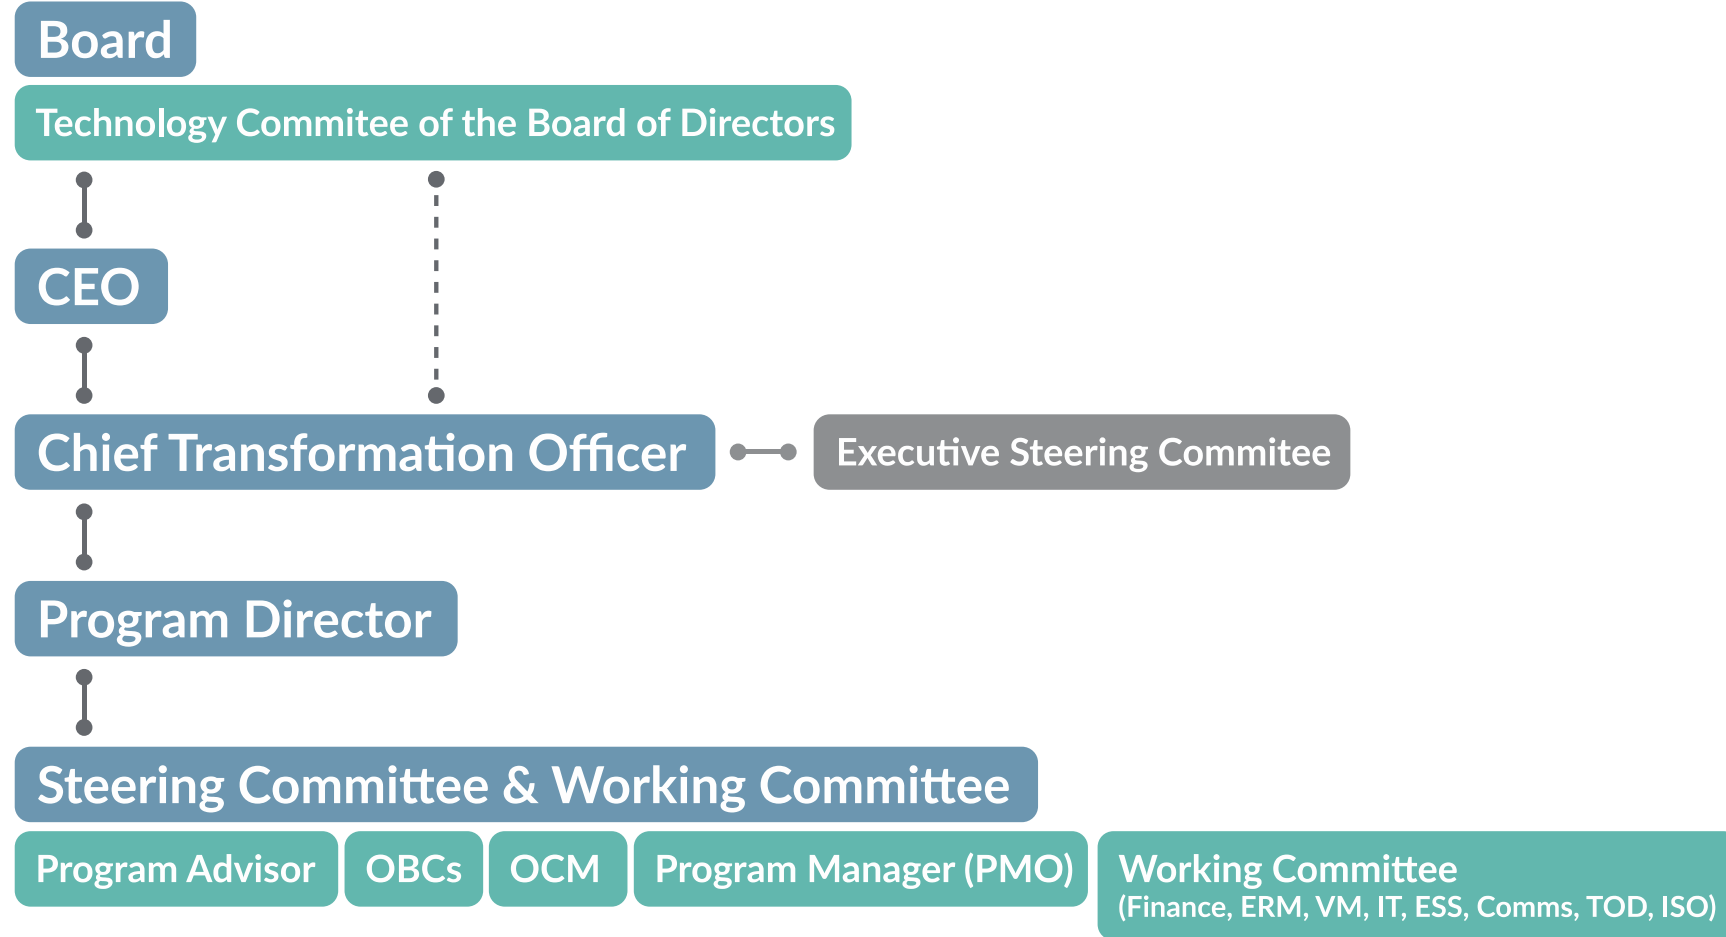 Board
Technology Commitee of the Board of Directors
CEO
Chief Transformation Officer
Executive Steering Commitee
Program Director
Steering Committee & Working Committee
Program Advisor
OBCs
OCM
Program Manager (PMO)
Working Committee
(Finance, ERM, VM, IT, ESS, Comms, TOD, ISO)